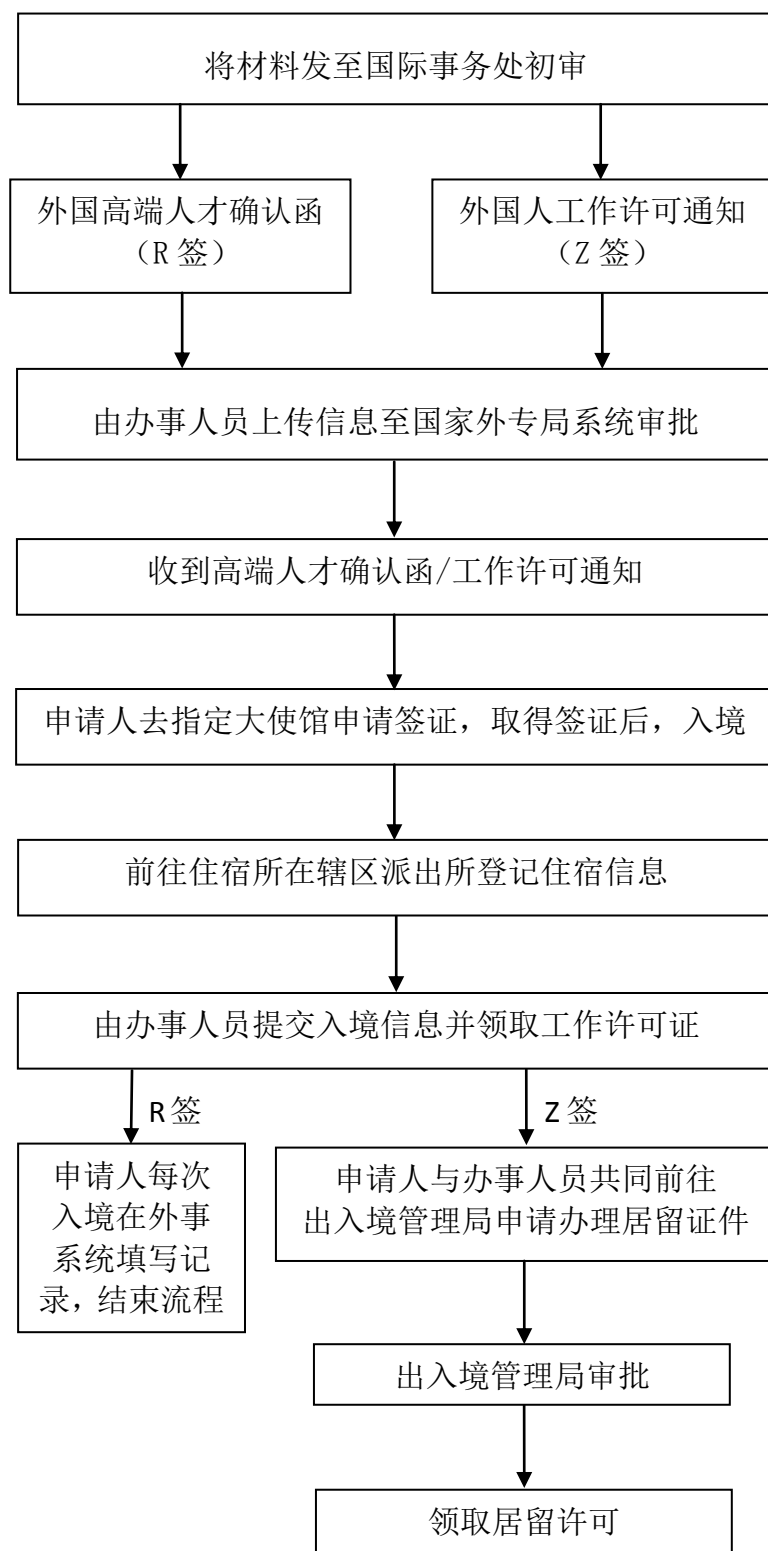 将材料发至国际事务处初审
外国高端人才确认函
（R 签）
外国人工作许可通知
（Z 签）
由办事人员上传信息至国家外专局系统审批
收到高端人才确认函/工作许可通知
申请人去指定大使馆申请签证，取得签证后，入境
前往住宿所在辖区派出所登记住宿信息
由办事人员提交入境信息并领取工作许可证
R 签
Z 签
申请人每次
入境在外事
系统填写记
录，结束流程
申请人与办事人员共同前往
出入境管理局申请办理居留证件
出入境管理局审批
领取居留许可